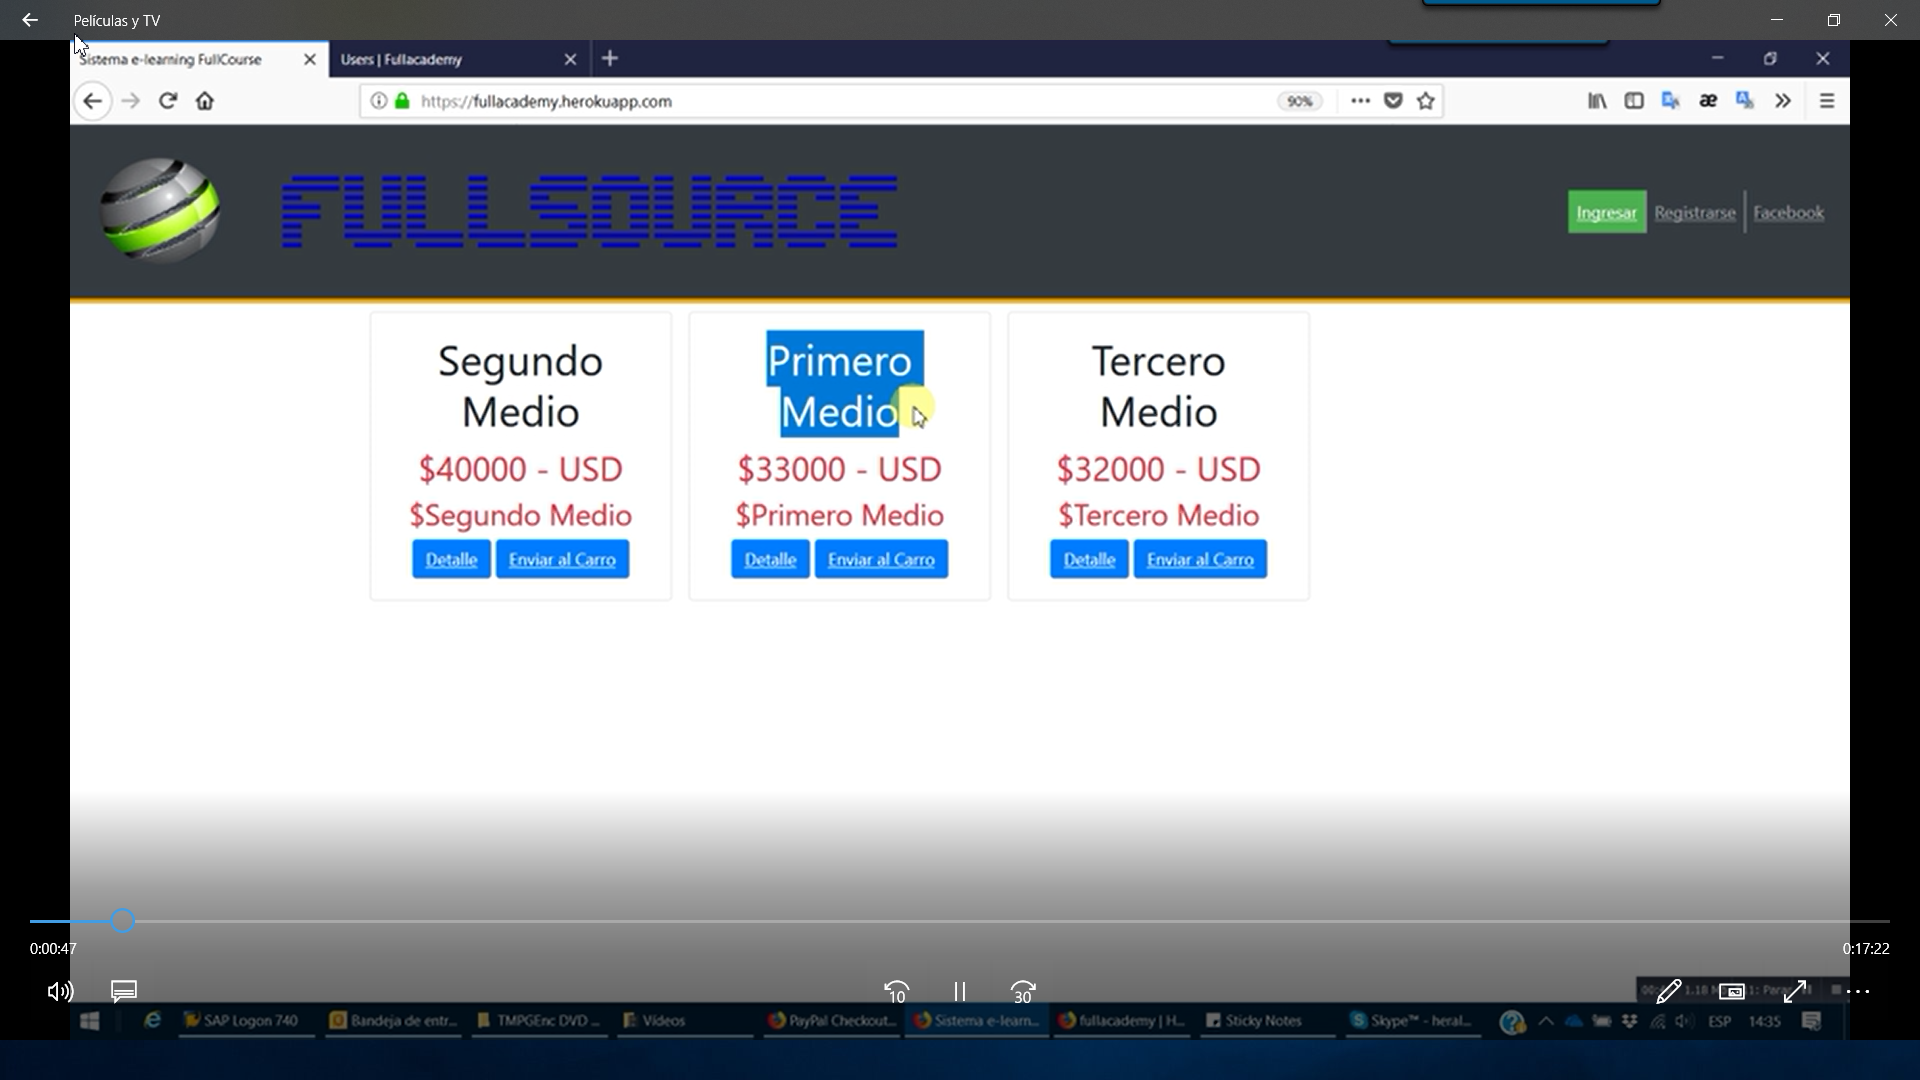 Películas y TV
Sistema e-learning FullCourse
Users | Fullacademy
https://fullacademy.herokuapp.com
90%
FULLSOURCE
Ingresar Registrarse Facebook
Segundo
Medio
$40000 - USD
$Segundo Medio
Detalle Enviar al Carro
Primero
Medio
$33000 - USD
$Primero Medio
Detalle Enviar al Carro
Tercero
Medio
$32000 - USD
$Tercero Medio
Detalle Enviar al Carro
0:00:47
0:17:22
10
30
SAP Logon 740
Bandeja de entr...
TMPGEnc DVD ...
Vídeos
PayPal Checkout...
Sistema e-learn...
fullacademy | H...
Sticky Notes
Skype™ - heral...
ESP
14:35